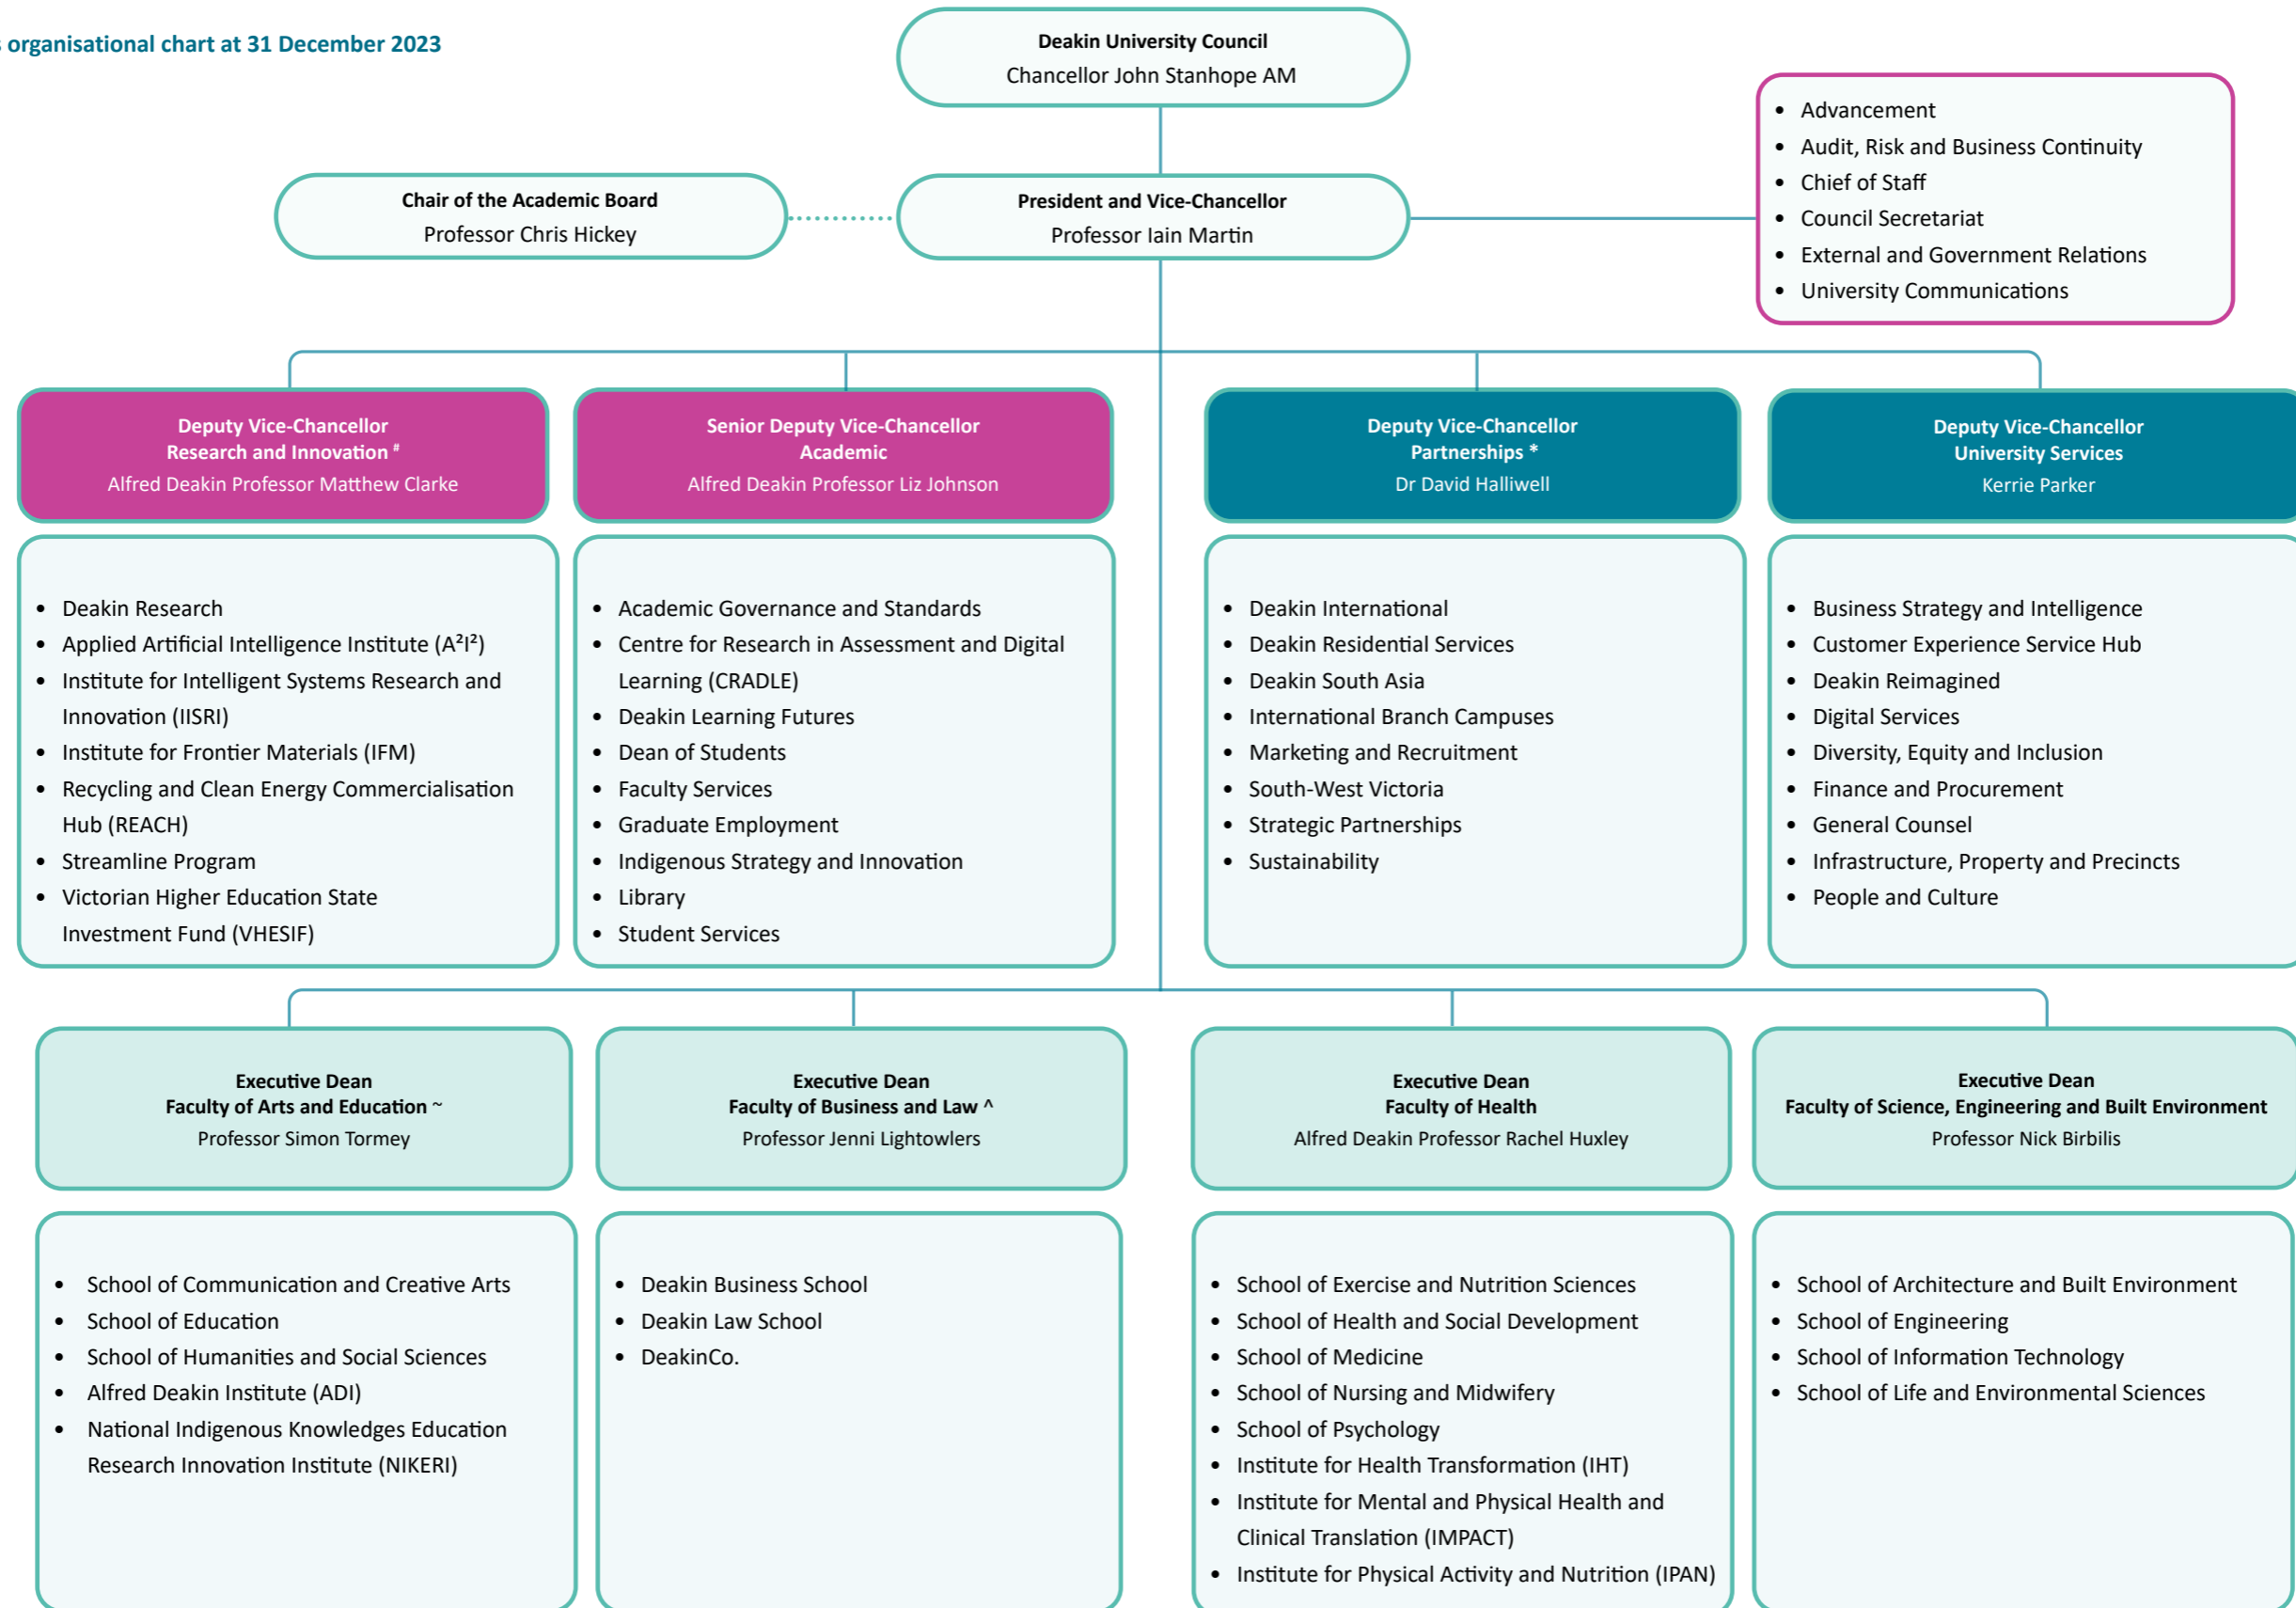 organisational chart at 31 December 2023
Deakin University Council
Chancellor John Stanhope AM
• Advancement
• Audit, Risk and Business Continuity
• Chief of Staff
• Council Secretariat
• External and Government Relations
• University Communications
Chair of the Academic Board
Professor Chris Hickey
President and Vice-Chancellor
Professor Iain Martin
Deputy Vice-Chancellor
Research and Innovation #
Alfred Deakin Professor Matthew Clarke
Senior Deputy Vice-Chancellor
Academic
Alfred Deakin Professor Liz Johnson
Deputy Vice-Chancellor
Partnerships *
Dr David Halliwell
Deputy Vice-Chancellor
University Services
Kerrie Parker
• Deakin Research
• Applied Artificial Intelligence Institute (A²I²)
• Institute for Intelligent Systems Research and
Innovation (IISRI)
• Institute for Frontier Materials (IFM)
• Recycling and Clean Energy Commercialisation
Hub (REACH)
• Streamline Program
• Victorian Higher Education State
Investment Fund (VHESIF)
• Academic Governance and Standards
• Centre for Research in Assessment and Digital
Learning (CRADLE)
• Deakin Learning Futures
• Dean of Students
• Faculty Services
• Graduate Employment
• Indigenous Strategy and Innovation
• Library
• Student Services
• Deakin International
• Deakin Residential Services
• Deakin South Asia
• International Branch Campuses
• Marketing and Recruitment
• South-West Victoria
• Strategic Partnerships
• Sustainability
• Business Strategy and Intelligence
• Customer Experience Service Hub
• Deakin Reimagined
• Digital Services
• Diversity, Equity and Inclusion
• Finance and Procurement
• General Counsel
• Infrastructure, Property and Precincts
• People and Culture
Executive Dean
Faculty of Arts and Education ~
Professor Simon Tormey
Executive Dean
Faculty of Business and Law ^
Professor Jenni Lightowlers
Executive Dean
Faculty of Health
Alfred Deakin Professor Rachel Huxley
Executive Dean
Faculty of Science, Engineering and Built Environment
Professor Nick Birbilis
• School of Communication and Creative Arts
• School of Education
• School of Humanities and Social Sciences
• Alfred Deakin Institute (ADI)
• National Indigenous Knowledges Education
Research Innovation Institute (NIKERI)
• Deakin Business School
• Deakin Law School
• DeakinCo.
• School of Exercise and Nutrition Sciences
• School of Health and Social Development
• School of Medicine
• School of Nursing and Midwifery
• School of Psychology
• Institute for Health Transformation (IHT)
• Institute for Mental and Physical Health and
Clinical Translation (IMPACT)
• Institute for Physical Activity and Nutrition (IPAN)
• School of Architecture and Built Environment
• School of Engineering
• School of Information Technology
• School of Life and Environmental Sciences